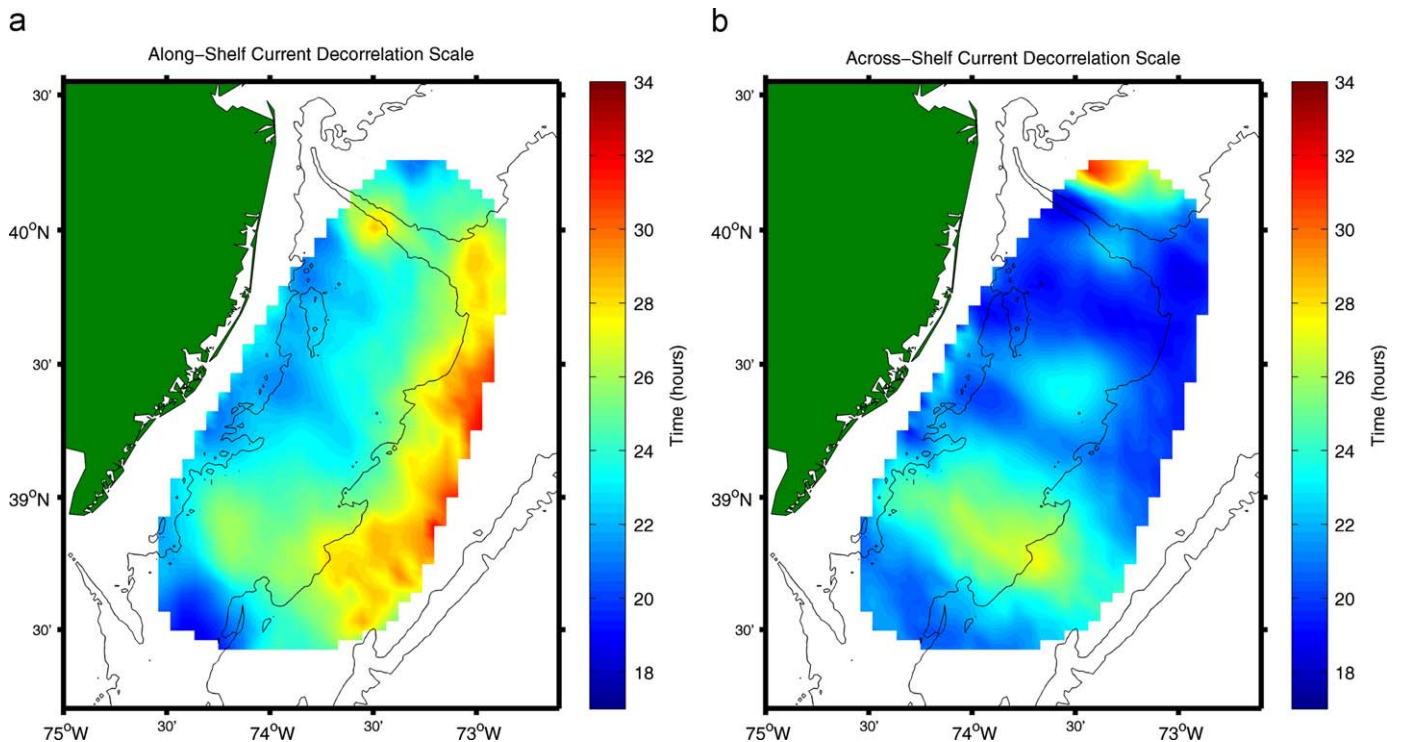 a
Along-Shelf Current Decorrelation Scale
30'
40°N
30'
39°N
30'
75°W
30'
74°W
30'
73°W
34
32
30
28
26
24
22
20
18
Time (hours)
b
Across-Shelf Current Decorrelation Scale
30'
40°N
30'
39°N
30'
75°W
30'
74°W
30'
73°W
34
32
30
28
26
24
22
20
18
Time (hours)